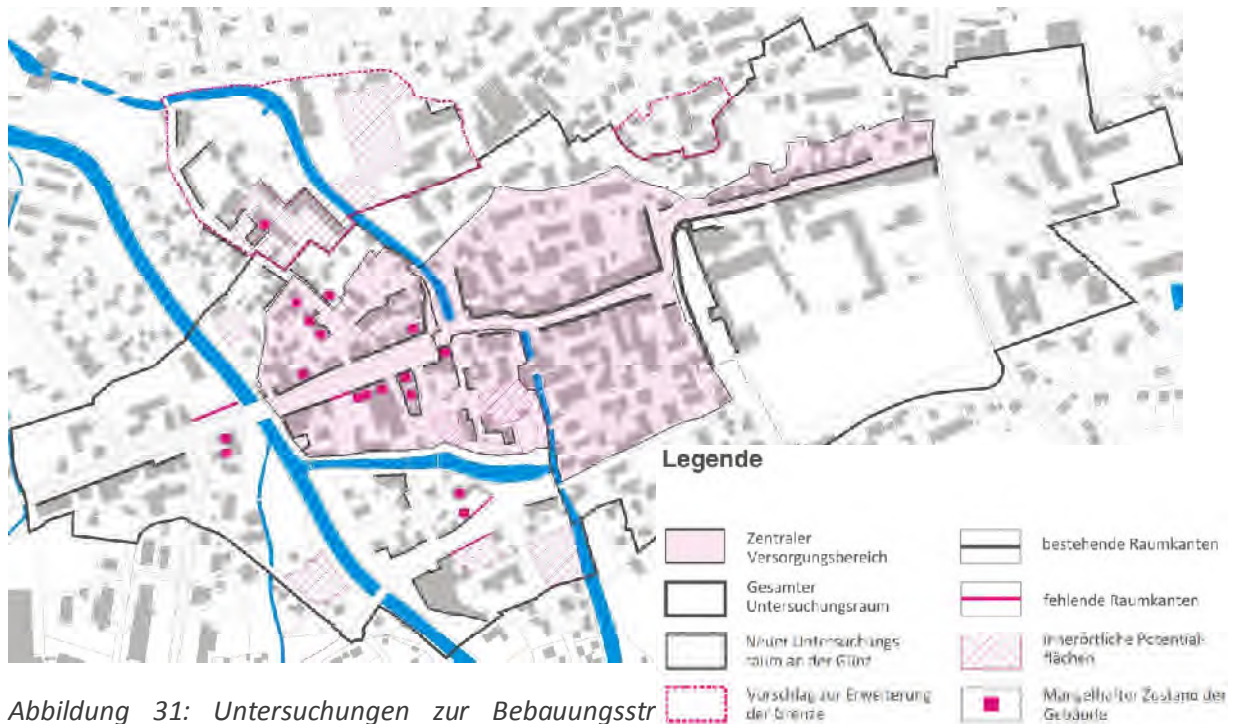 Legende
Zentraler
Versorgungsbereich
Gesamter
Untersuchungsraum
Neuer Untersuchungs
raum an der Günz
Vorschlag zur Erweiterung
der Grenze
bestehende Raumkanten
fehlende Raumkanten
innerörtliche Potential-
flächen
Mangelhafter Zustand der
Gebäude
Abbildung 31: Untersuchungen zur Bebauungsstr